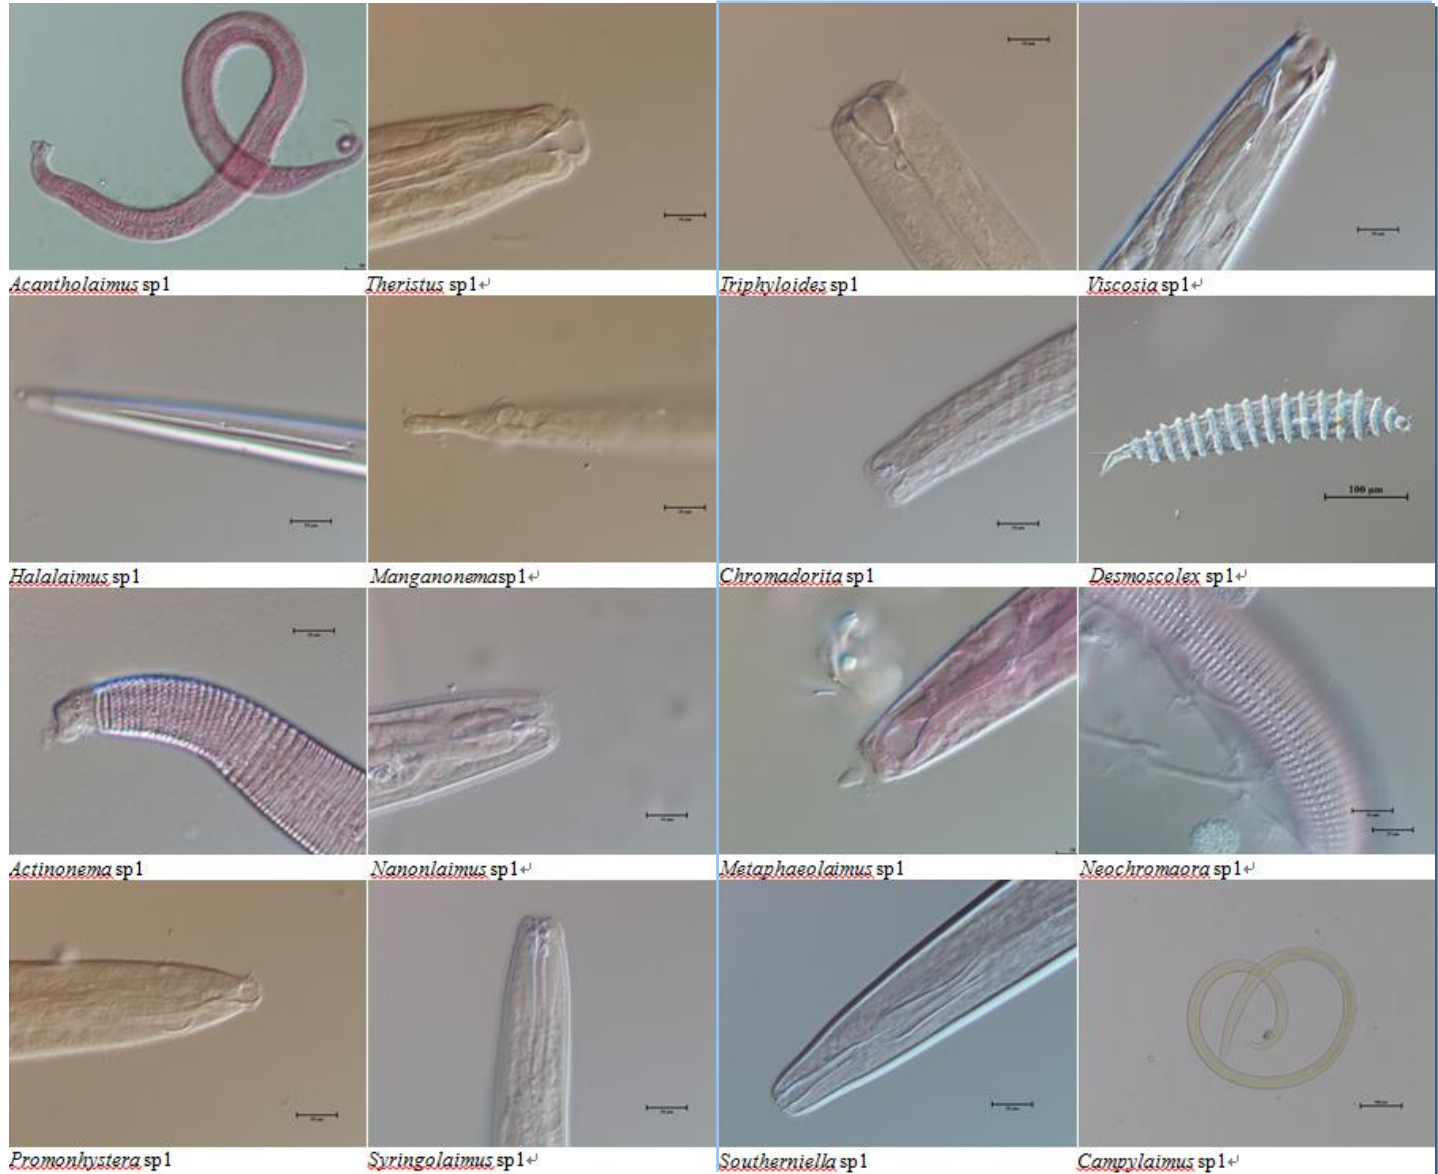 Acantholaimus sp1 Theristus sp1↵ Triphyloides sp1 Viscosia sp1↵
100 μm
Halalaimus sp1 Manganonemasp1↵ Chromadorita sp1 Desmoscolex sp1↵
Actinonema sp1 Nanonlaimus sp1↵ Metaphaeolaimus sp1 Neochromaora sp1↵
Promonhystera sp1 Syringolaimus sp1↵ Southerniella sp1 Campylaimus sp1↵